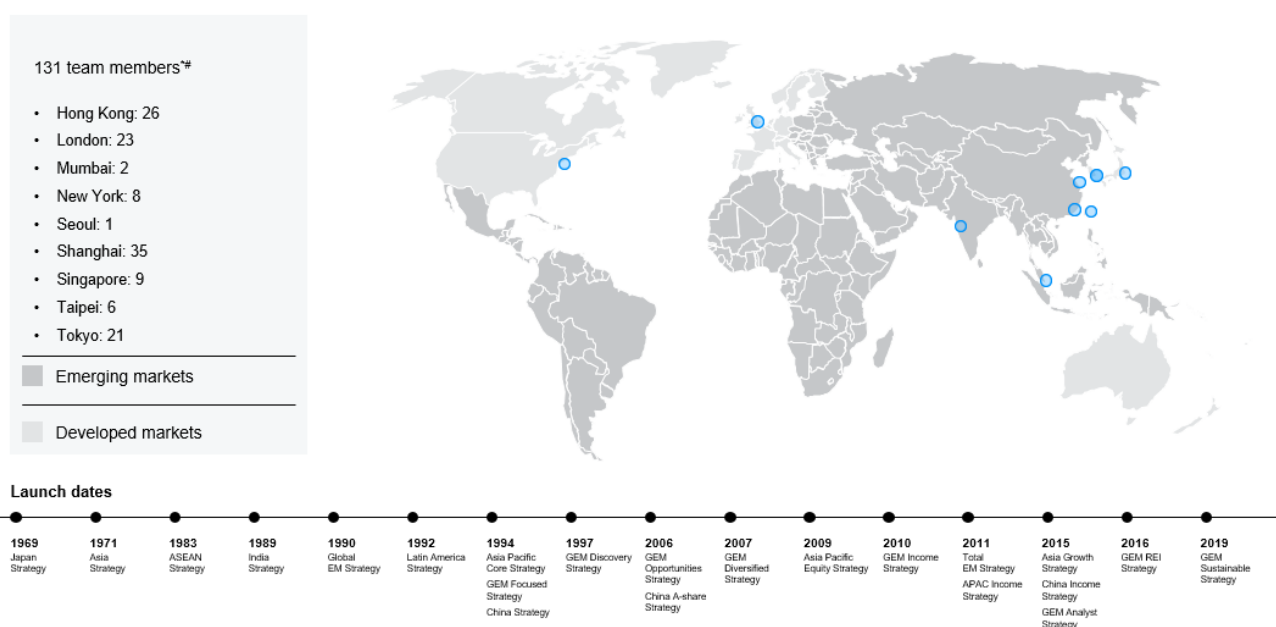 131 team members^#
• Hong Kong: 26
• London: 23
• Mumbai: 2
• New York: 8
• Seoul: 1
• Shanghai: 35
• Singapore: 9
• Taipei: 6
• Tokyo: 21
Emerging markets
Developed markets
Launch dates
1969
Japan
Strategy
1971
Asia
Strategy
1983
ASEAN
Strategy
1989
India
Strategy
1990
Global
EM Strategy
1992
Latin America
Strategy
1994
Asia Pacific
Core Strategy
GEM Focused
Strategy
China Strategy
1997
GEM Discovery
Strategy
2006
GEM
Opportunities
Strategy
China A-share
Strategy
2007
GEM
Diversified
Strategy
2009
Asia Pacific
Equity Strategy
2010
GEM Income
Strategy
2011
Total
EM Strategy
APAC Income
Strategy
2015
Asia Growth
Strategy
China Income
Strategy
GEM Analyst
Strategy
2016
GEM REI
Strategy
2019
GEM
Sustainable
Strategy